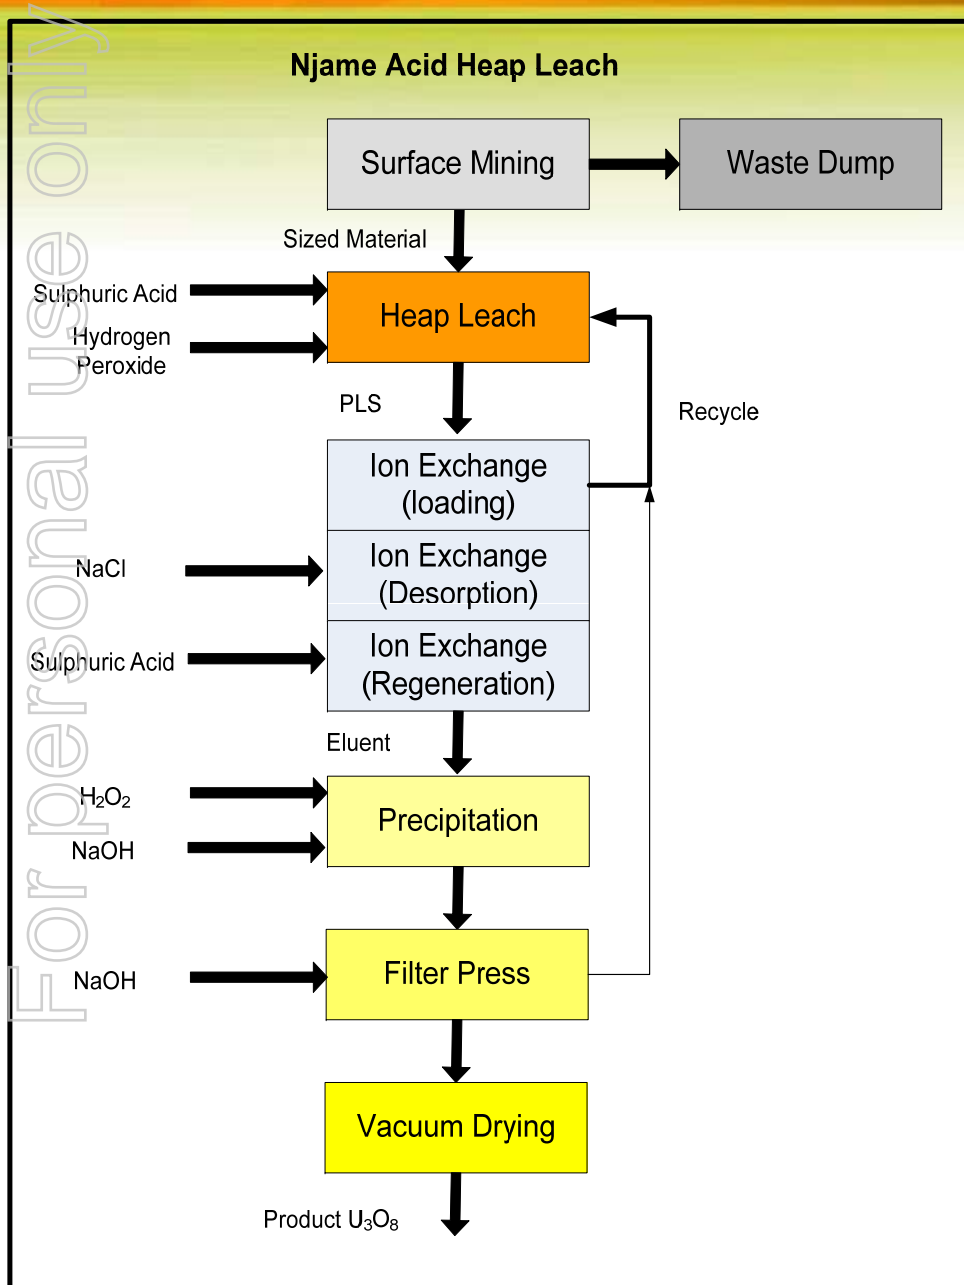 For personal use only
Njame Acid Heap Leach
Surface Mining
Waste Dump
Sized Material
Sulphuric Acid
Heap Leach
Hydrogen
Peroxide
PLS
Recycle
Ion Exchange
(loading)
NaCl
Ion Exchange
(Desorption)
Sulphuric Acid
Ion Exchange
(Regeneration)
Eluent
H₂O₂
Precipitation
NaOH
NaOH
Filter Press
Vacuum Drying
Product U₃O₈